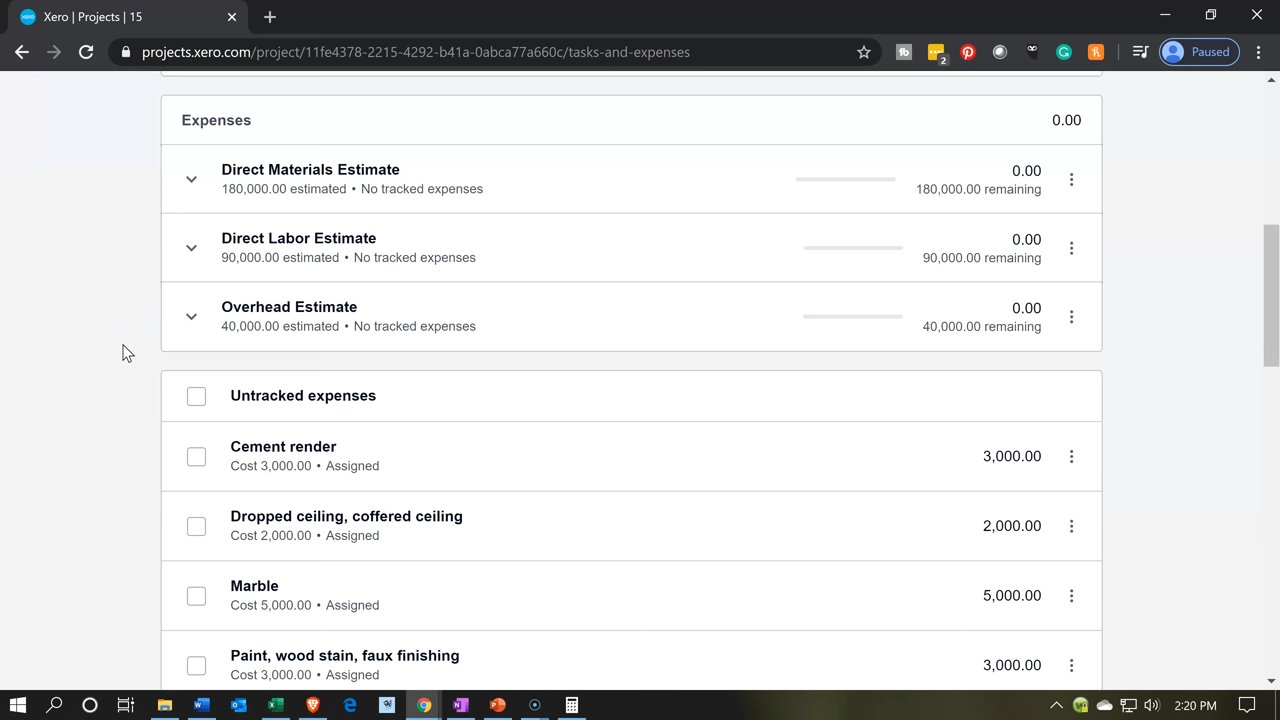 Xero | Projects | 15
projects.xero.com/project/11fe4378-2215-4292-b41a-0abca77a660c/tasks-and-expenses
2
Paused
Expenses 0.00
Direct Materials Estimate 0.00
180,000.00 estimated • No tracked expenses 180,000.00 remaining
Direct Labor Estimate 0.00
90,000.00 estimated • No tracked expenses 90,000.00 remaining
Overhead Estimate 0.00
40,000.00 estimated • No tracked expenses 40,000.00 remaining
Untracked expenses
Cement render
Cost 3,000.00 • Assigned 3,000.00
Dropped ceiling, coffered ceiling
Cost 2,000.00 • Assigned 2,000.00
Marble
Cost 5,000.00 • Assigned 5,000.00
Paint, wood stain, faux finishing
Cost 3,000.00 • Assigned 3,000.00
2:20 PM